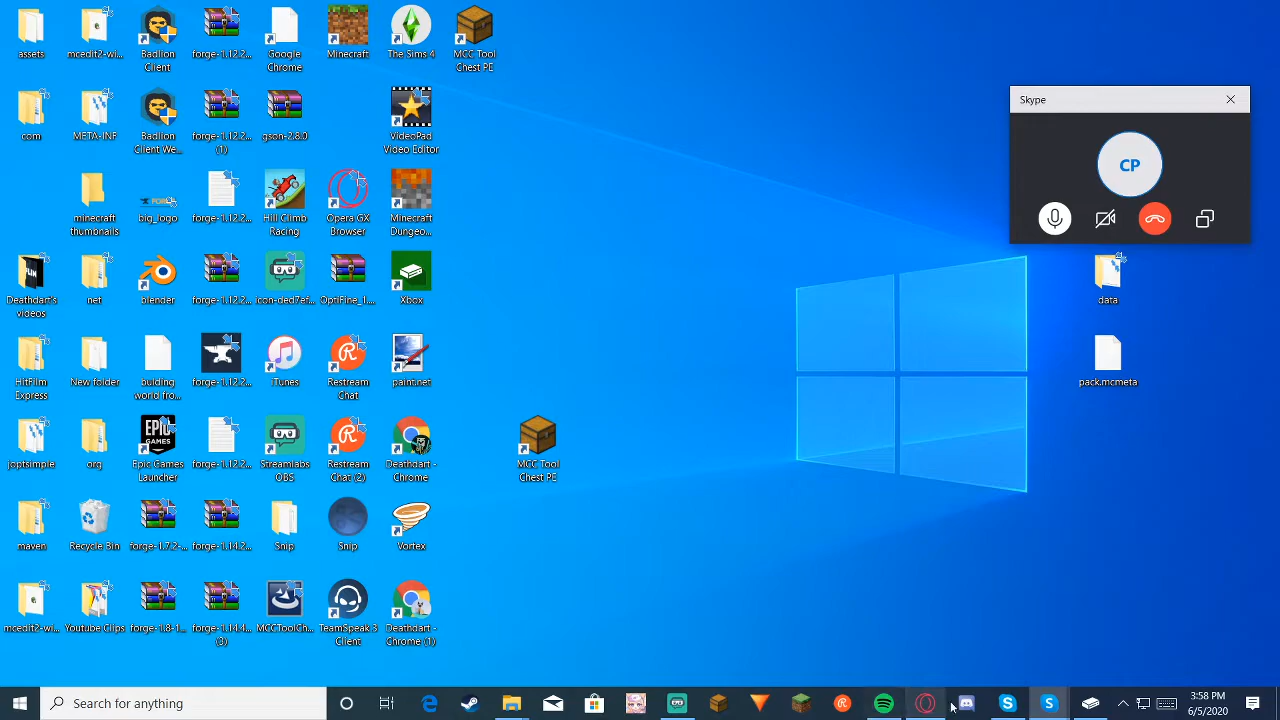 assets
mcedit2-wi...
Badlion
Client
forge-1.12.2...
Google
Chrome
Minecraft
The Sims 4
MCC Tool
Chest PE
com
META-INF
Badlion
Client We...
forge-1.12.2...
(1)
gson-2.8.0
VideoPad
Video Editor
minecraft
thumbnails
big_logo
forge-1.12.2...
Hill Climb
Racing
Opera GX
Browser
Minecraft
Dungeo...
Deathdart's
videos
net
blender
forge-1.12.2...
icon-ded7ef...
OptiFine_1....
Xbox
HitFilm
Express
New folder
buiding
world fro...
forge-1.12.2...
iTunes
Restream
Chat
paint.net
joptsimple
org
EPIC
GAMES
Epic Games
Launcher
forge-1.12.2...
Streamlabs
OBS
Restream
Chat (2)
Deathdart -
Chrome
MCC Tool
Chest PE
maven
Recycle Bin
forge-1.7.2-...
forge-1.14.2...
Snip
Snip
Vortex
mcedit2-wi...
Youtube Clips
forge-1.8-1...
forge-1.14.4...
(3)
MCCToolCh...
TeamSpeak 3
Client
Deathdart -
Chrome (1)
Skype
CP
data
pack.mcmeta
Search for anything
3:58 PM
6/5/2020